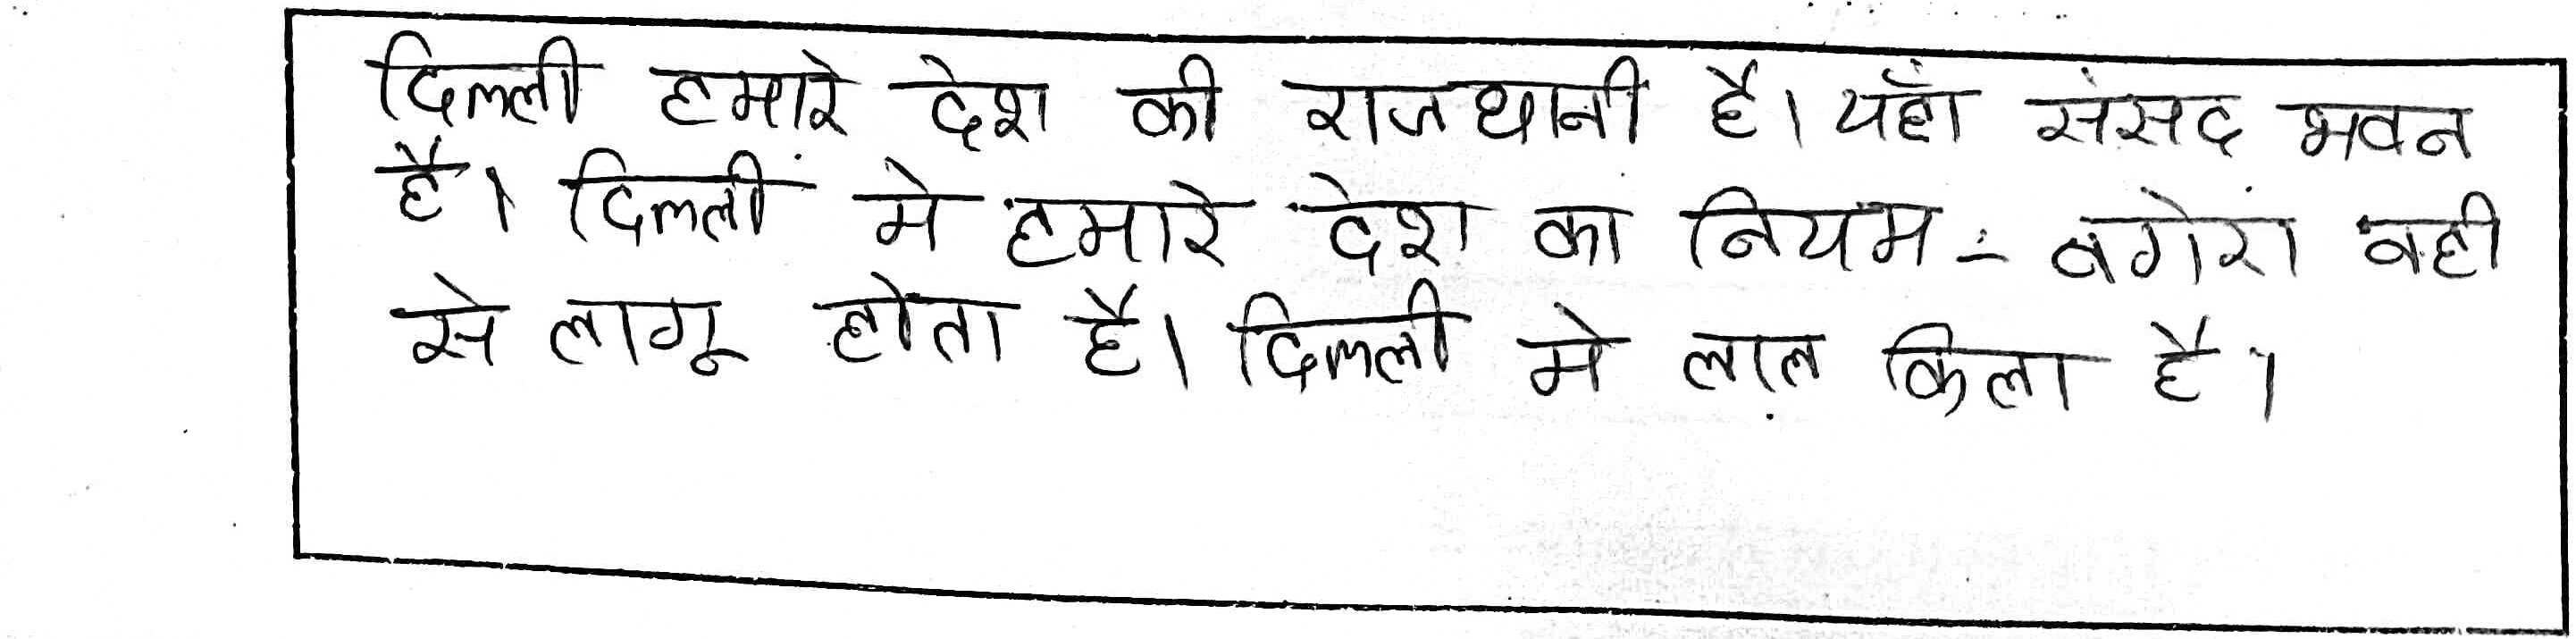 दिल्ली हमारे देश की राजधानी है। यहाँ संसद भवन
है। दिल्ली मे हमारे देश का नियम - वगेरा वही
से लागू होता है। दिल्ली मे लाल किला है।